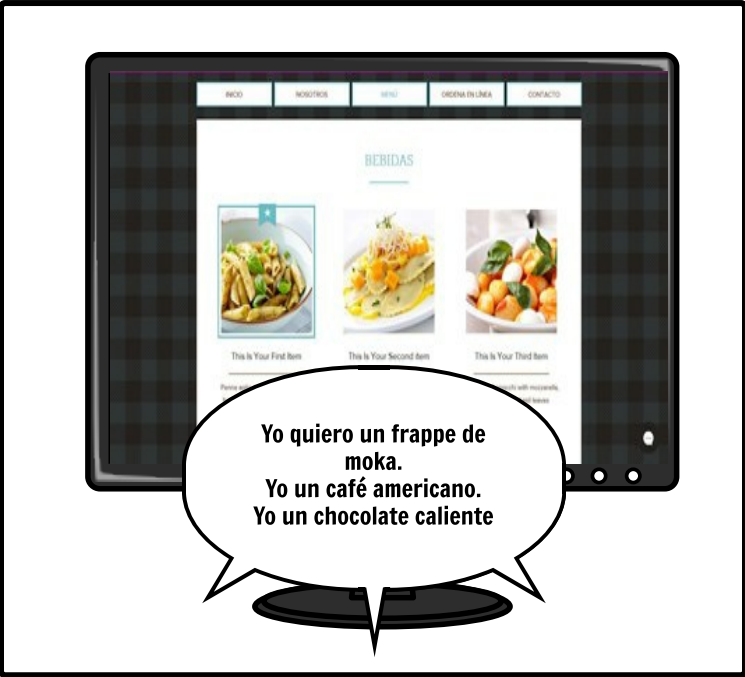 INICIO
NOSOTROS
MENÚ
ORDENA EN LÍNEA
CONTACTO
BEBIDAS
This Is Your First Item
This Is Your Second Item
This Is Your Third Item
Yo quiero un frappe de
moka.
Yo un café americano.
Yo un chocolate caliente